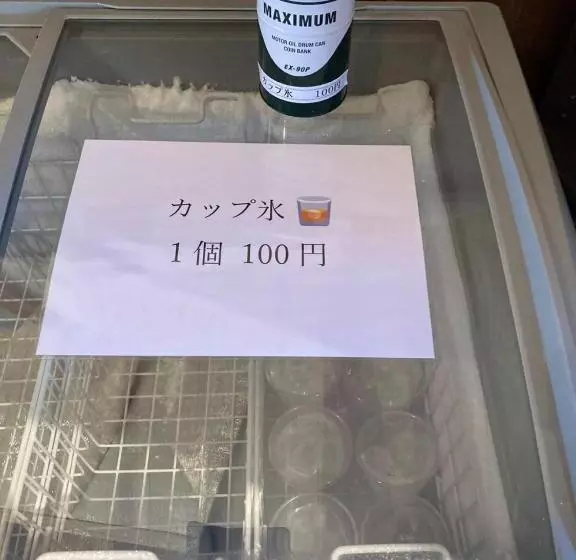 MAXIMUM
MOTOR OIL DRUM CAN
COIN BANK
EX-90P
カップ氷 100円
カップ氷 🥃
1個 100円